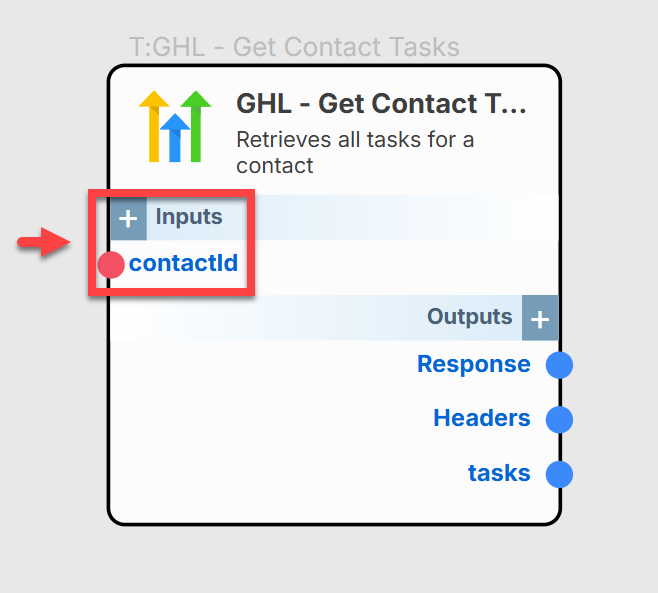 T:GHL - Get Contact Tasks
GHL - Get Contact T...
Retrieves all tasks for a
contact
+ Inputs
contactId
Outputs +
Response
Headers
tasks